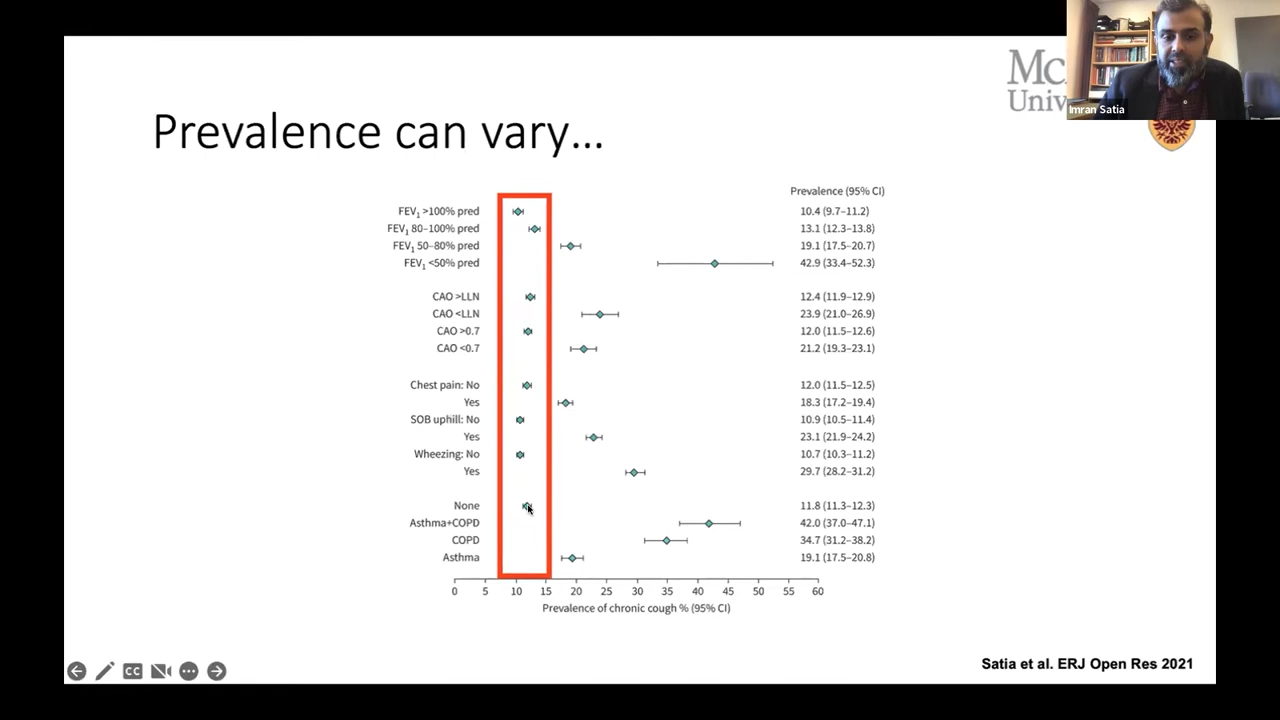 Mc
Univ
Imran Satia
Prevalence can vary...
Prevalence (95% CI)
FEV1 >100% pred 10.4 (9.7–11.2)
FEV1 80–100% pred 13.1 (12.3–13.8)
FEV1 50–80% pred 19.1 (17.5–20.7)
FEV1 <50% pred 42.9 (33.4–52.3)
CAO >LLN 12.4 (11.9–12.9)
CAO <LLN 23.9 (21.0–26.9)
CAO >0.7 12.0 (11.5–12.6)
CAO <0.7 21.2 (19.3–23.1)
Chest pain: No 12.0 (11.5–12.5)
Yes 18.3 (17.2–19.4)
SOB uphill: No 10.9 (10.5–11.4)
Yes 23.1 (21.9–24.2)
Wheezing: No 10.7 (10.3–11.2)
Yes 29.7 (28.2–31.2)
None 11.8 (11.3–12.3)
Asthma+COPD 42.0 (37.0–47.1)
COPD 34.7 (31.2–38.2)
Asthma 19.1 (17.5–20.8)
0 5 10 15 20 25 30 35 40 45 50 55 60
Prevalence of chronic cough % (95% CI)
CC
Satia et al. ERJ Open Res 2021